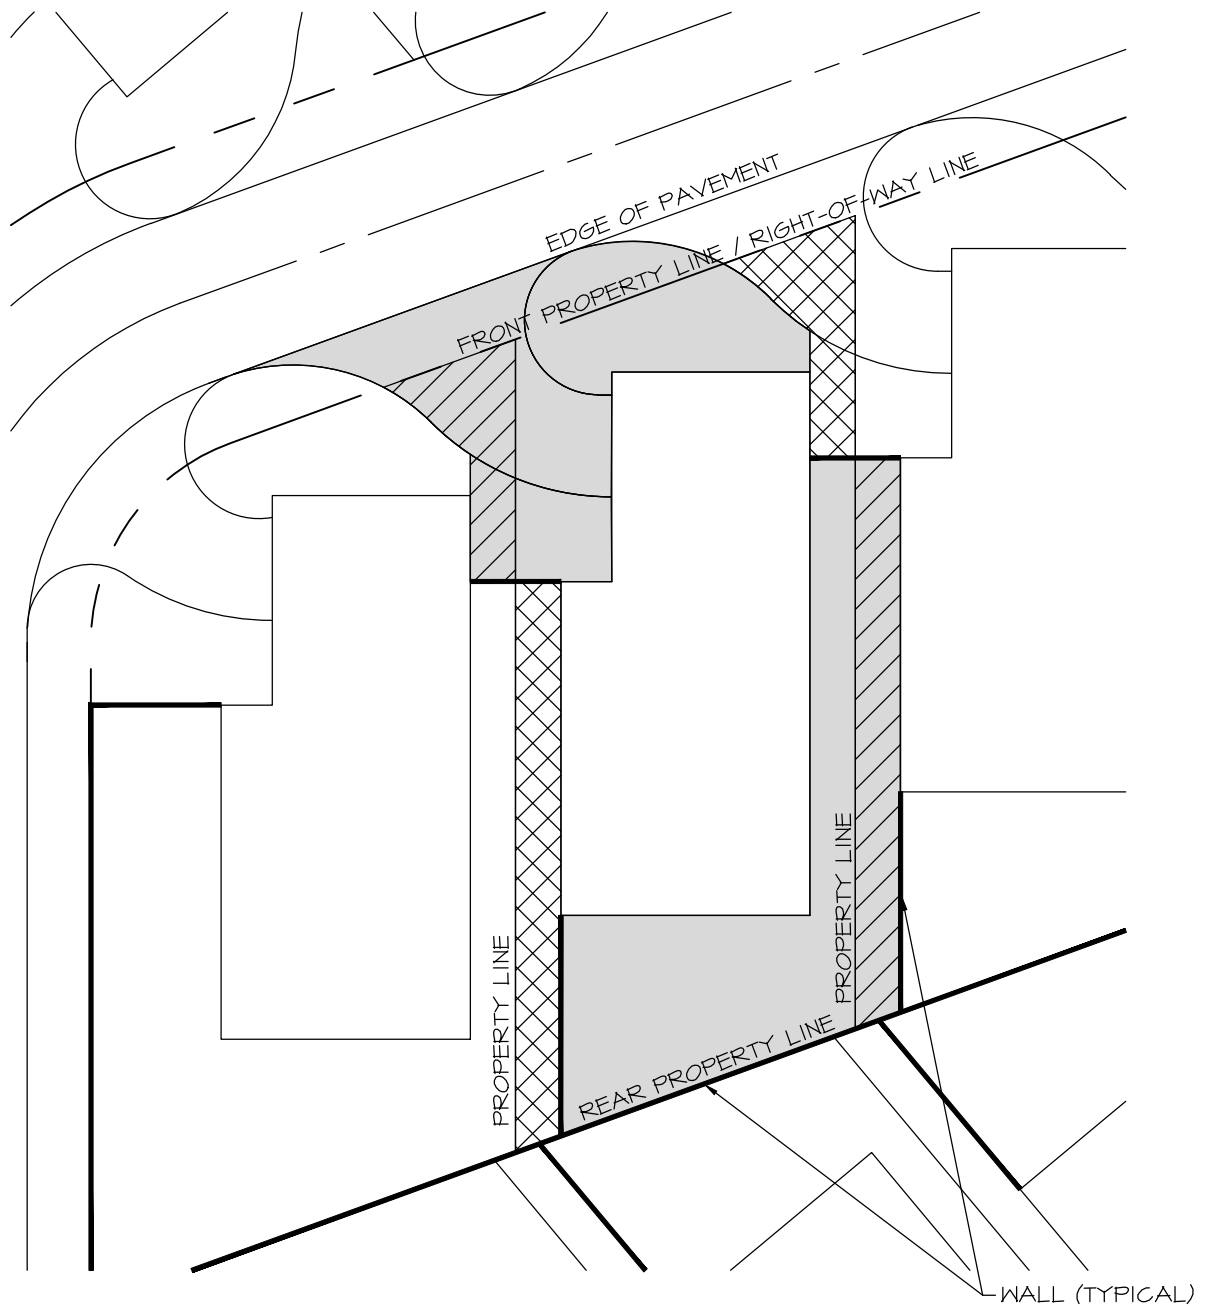 EDGE OF PAVEMENT
FRONT PROPERTY LINE / RIGHT-OF-WAY LINE
PROPERTY LINE
PROPERTY LINE
REAR PROPERTY LINE
WALL (TYPICAL)